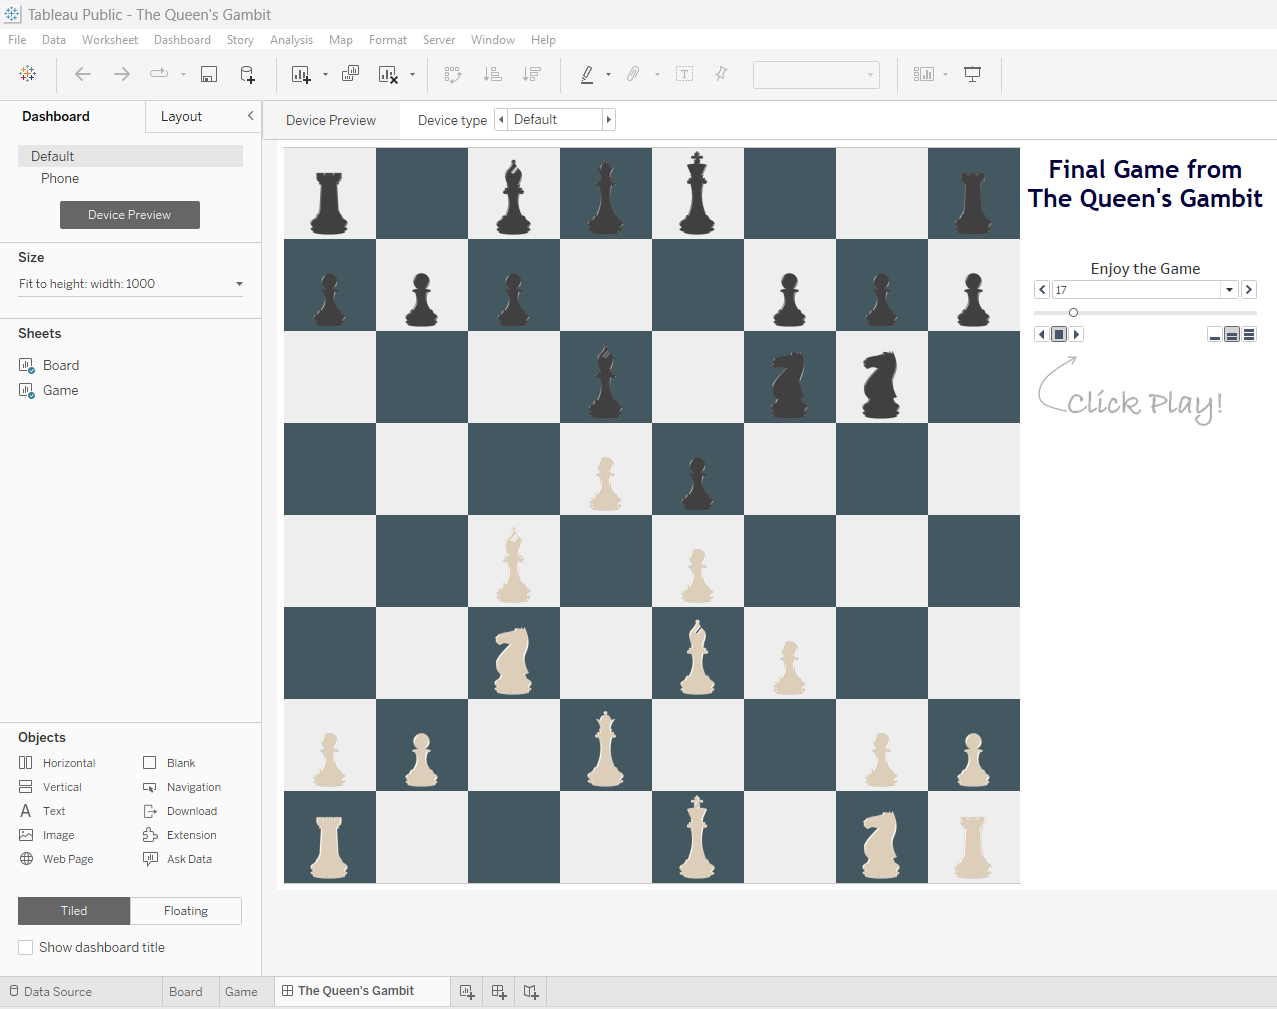 Tableau Public - The Queen's Gambit
File Data Worksheet Dashboard Story Analysis Map Format Server Window Help
Dashboard Layout
Device Preview Device type Default
Default
Phone
Device Preview
Size
Fit to height: width: 1000
Sheets
Board
Game
Final Game from
The Queen's Gambit
Enjoy the Game
17
Click Play!
Objects
Horizontal Blank
Vertical Navigation
A Text Download
Image Extension
Web Page Ask Data
Tiled Floating
Show dashboard title
Data Source Board Game The Queen's Gambit